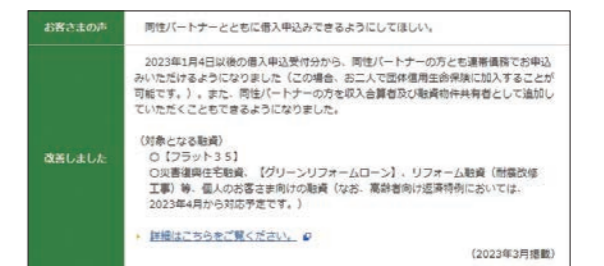 お客さまの声
同性パートナーとともに借入申込みできるようにしてほしい。
改善しました
2023年1月4日以後の借入申込受付分から、同性パートナーの方とも連帯債務でお申込
みいただけるようになりました（この場合、お二人で団体信用生命保険に加入することが
可能です。）。また、同性パートナーの方を収入合算者及び融資物件共有者として追加し
ていただくこともできるようになりました。
（対象となる融資）
○【フラット３５】
○災害復興住宅融資、【グリーンリフォームローン】、リフォーム融資（耐震改修
工事）等、個人のお客さま向けの融資（なお、高齢者向け返済特例においては、
2023年4月から対応予定です。）
詳細はこちらをご覧ください。
（2023年3月掲載）